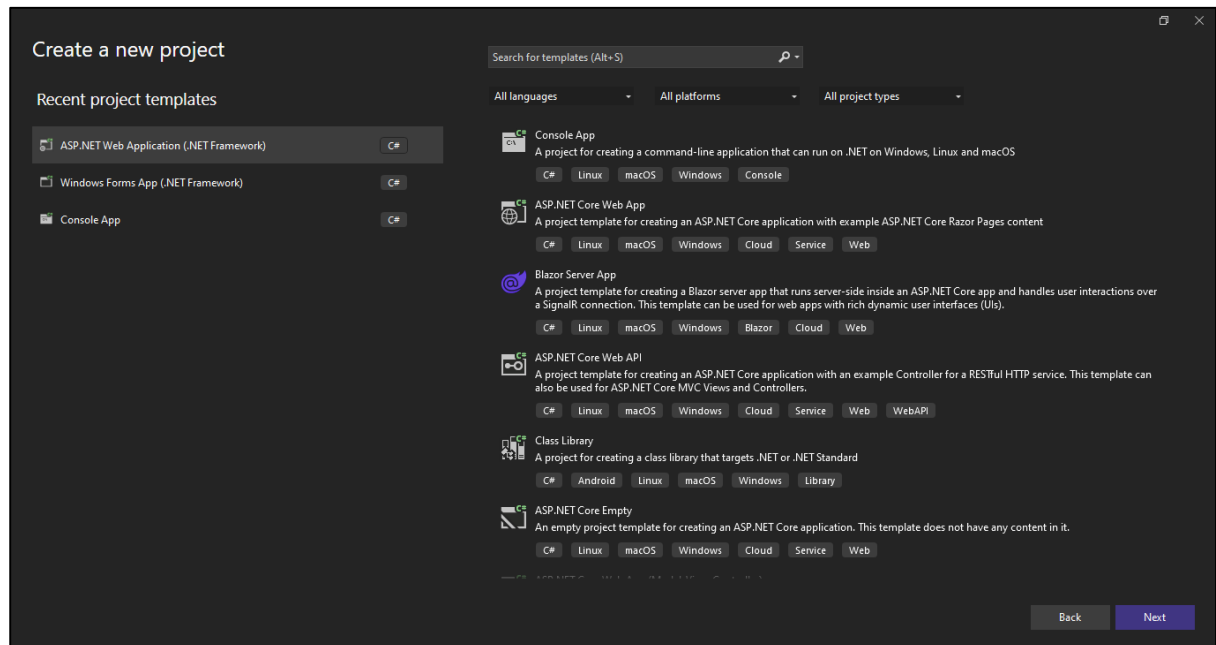 Create a new project
Recent project templates
ASP.NET Web Application (.NET Framework) C#
Windows Forms App (.NET Framework) C#
Console App C#
Search for templates (Alt+S)
All languages All platforms All project types
Console App
A project for creating a command-line application that can run on .NET on Windows, Linux and macOS
C# Linux macOS Windows Console
ASP.NET Core Web App
A project template for creating an ASP.NET Core application with example ASP.NET Core Razor Pages content
C# Linux macOS Windows Cloud Service Web
Blazor Server App
A project template for creating a Blazor server app that runs server-side inside an ASP.NET Core app and handles user interactions over
a SignalR connection. This template can be used for web apps with rich dynamic user interfaces (UIs).
C# Linux macOS Windows Blazor Cloud Web
ASP.NET Core Web API
A project template for creating an ASP.NET Core application with an example Controller for a RESTful HTTP service. This template can
also be used for ASP.NET Core MVC Views and Controllers.
C# Linux macOS Windows Cloud Service Web WebAPI
Class Library
A project for creating a class library that targets .NET or .NET Standard
C# Android Linux macOS Windows Library
ASP.NET Core Empty
An empty project template for creating an ASP.NET Core application. This template does not have any content in it.
C# Linux macOS Windows Cloud Service Web
Back Next